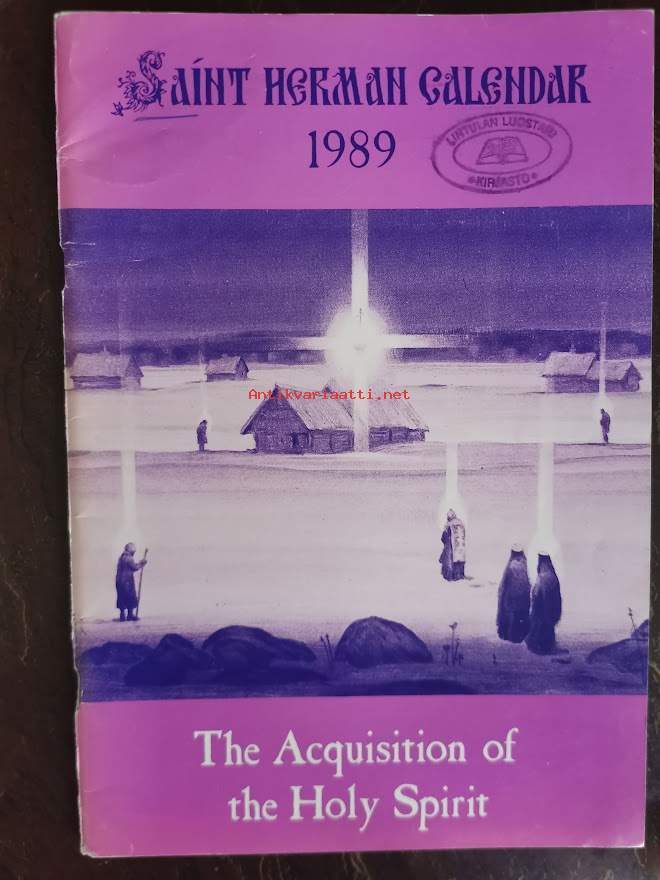 SAINT HERMAN CALENDAR
1989
LINTULAN LUOSTARI
KIRJASTO
Antikvariaatti.net
The Acquisition of
the Holy Spirit